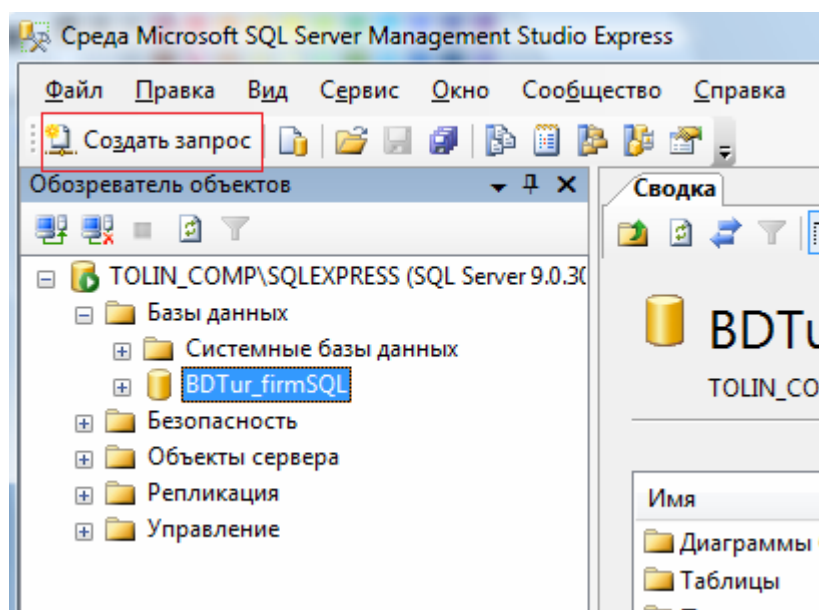 Среда Microsoft SQL Server Management Studio Express
Файл Правка Вид Сервис Окно Сообщество Справка
Создать запрос
Обозреватель объектов
Сводка
TOLIN_COMP\SQLEXPRESS (SQL Server 9.0.30
Базы данных
Системные базы данных
BDTur_firmSQL
Безопасность
Объекты сервера
Репликация
Управление
BDTu
TOLIN_CO
Имя
Диаграммы
Таблицы